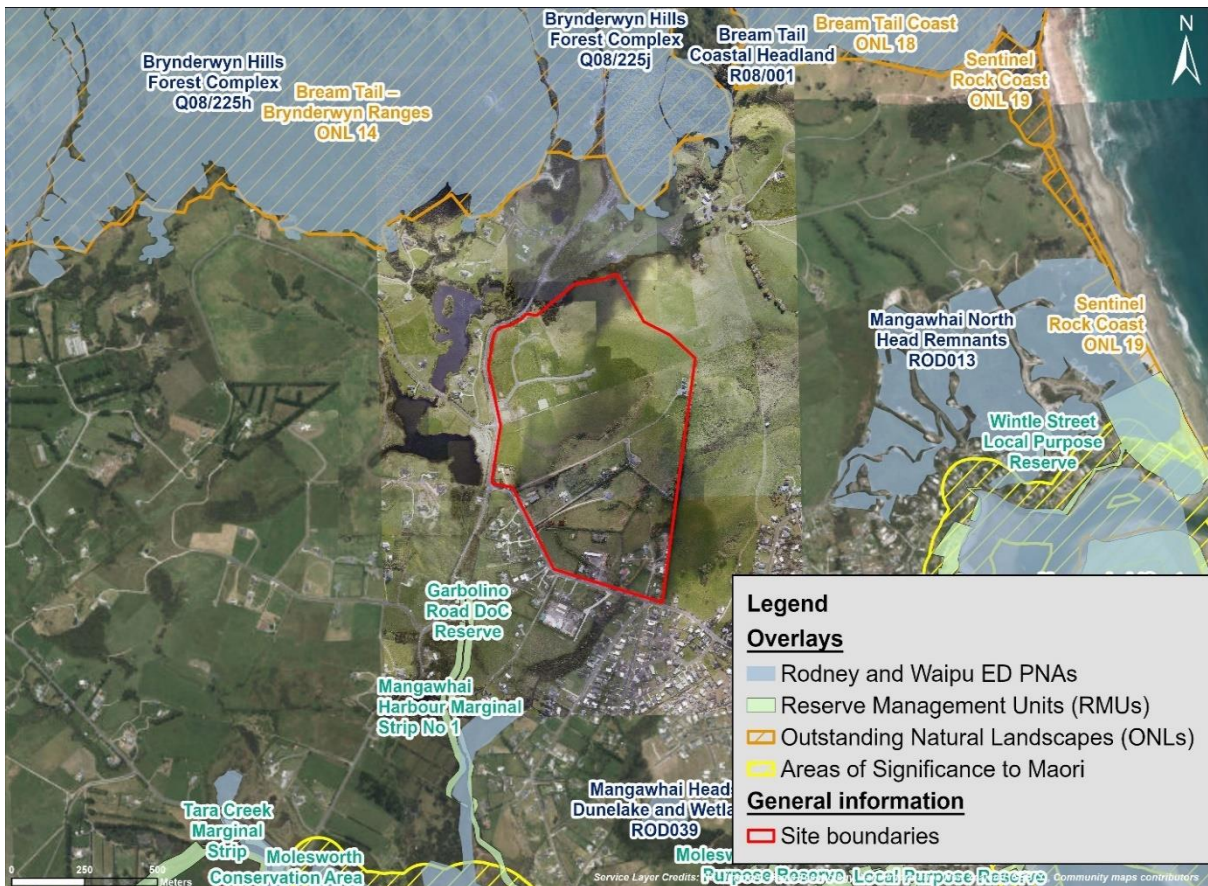 Brynderwyn Hills
Forest Complex
Q08/225h
Bream Tail –
Brynderwyn Ranges
ONL 14
Brynderwyn Hills
Forest Complex
Q08/225j
Bream Tail
Coastal Headland
R08/001
Bream Tail Coast
ONL 18
Sentinel
Rock Coast
ONL 19
N
Mangawhai North
Head Remnants
ROD013
Sentinel
Rock Coast
ONL 19
Wintle Street
Local Purpose
Reserve
Garbolino
Road DoC
Reserve
Mangawhai
Harbour Marginal
Strip No 1
Mangawhai Heads
Dunelake and Wetla
ROD039
Tara Creek
Marginal
Strip
Molesworth
Conservation Area
Purpose Reserve
Local Purpose Reserve
Legend
Overlays
Rodney and Waipu ED PNAs
Reserve Management Units (RMUs)
Outstanding Natural Landscapes (ONLs)
Areas of Significance to Maori
General information
Site boundaries
0 250 500
Meters
Service Layer Credits:
Community maps contributors